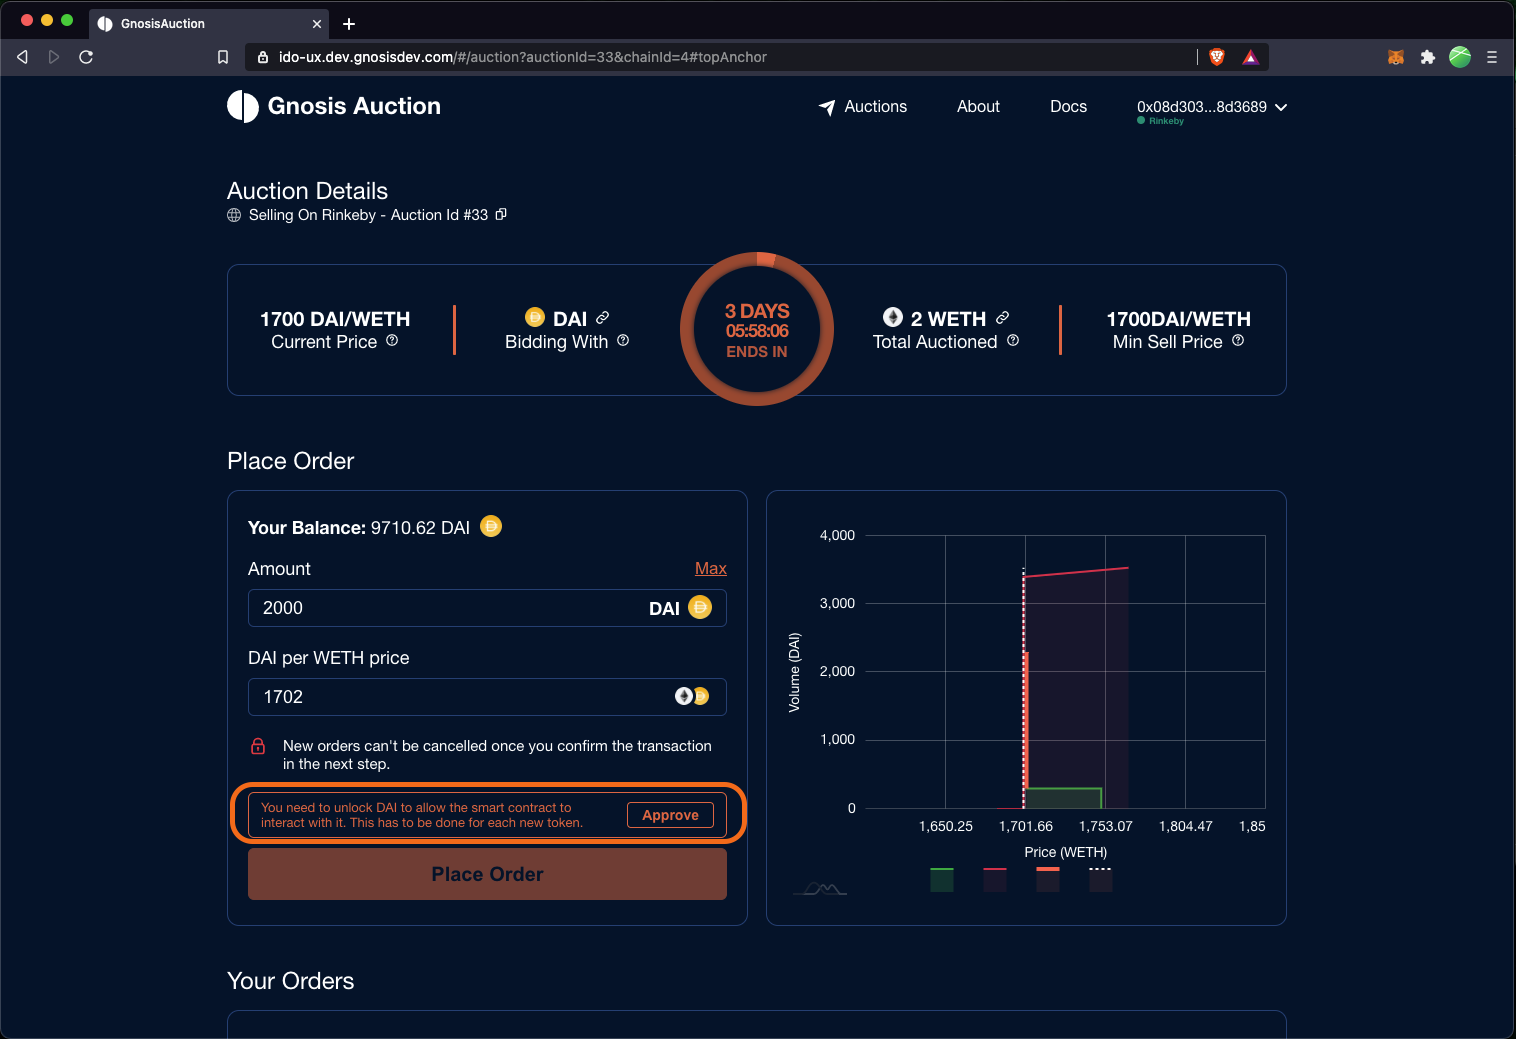 GnosisAuction
ido-ux.dev.gnosisdev.com/#/auction?auctionId=33&chainId=4#topAnchor
Gnosis Auction
Auctions
About
Docs
0x08d303...8d3689
Rinkeby
Auction Details
Selling On Rinkeby - Auction Id #33
1700 DAI/WETH
Current Price
DAI
Bidding With
3 DAYS
05:58:06
ENDS IN
2 WETH
Total Auctioned
1700DAI/WETH
Min Sell Price
Place Order
Your Balance: 9710.62 DAI
Amount
Max
2000
DAI
DAI per WETH price
1702
New orders can't be cancelled once you confirm the transaction
in the next step.
You need to unlock DAI to allow the smart contract to
interact with it. This has to be done for each new token.
Approve
Place Order
4,000
3,000
2,000
1,000
0
Volume (DAI)
1,650.25
1,701.66
1,753.07
1,804.47
1,85
Price (WETH)
Your Orders